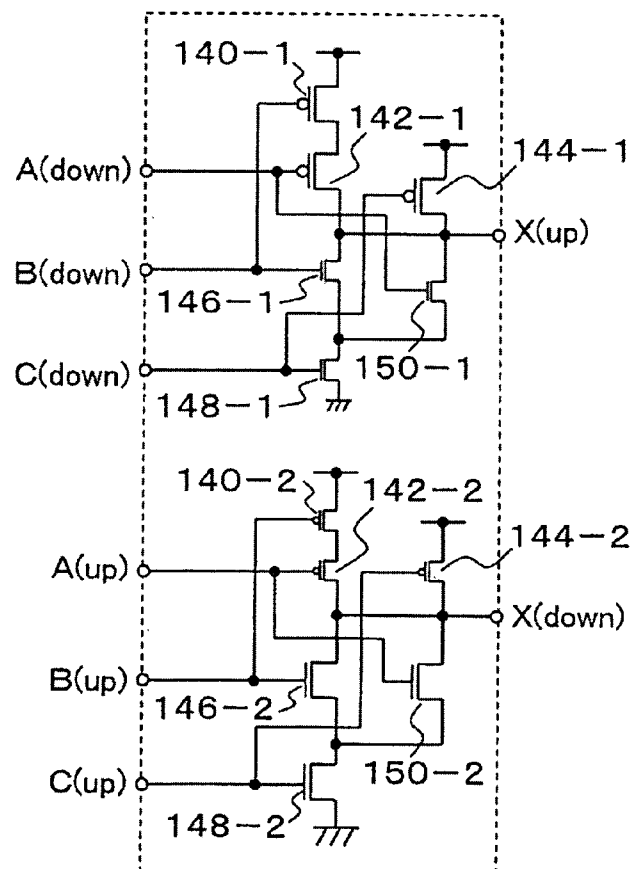 140-1
142-1
A(down)
144-1
X(up)
B(down)
146-1
C(down)
150-1
148-1
140-2
142-2
A(up)
144-2
X(down)
B(up)
146-2
C(up)
150-2
148-2